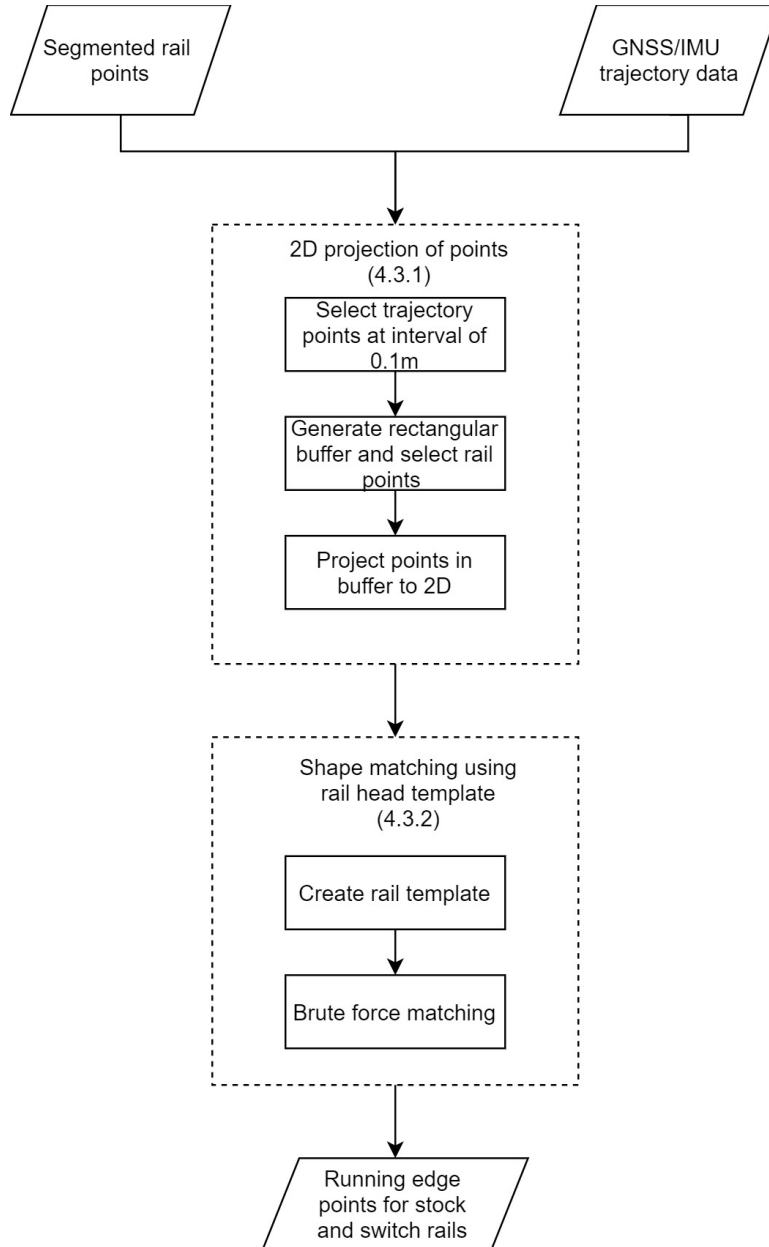 Segmented rail
points
GNSS/IMU
trajectory data
2D projection of points
(4.3.1)
Select trajectory
points at interval of
0.1m
Generate rectangular
buffer and select rail
points
Project points in
buffer to 2D
Shape matching using
rail head template
(4.3.2)
Create rail template
Brute force matching
Running edge
points for stock
and switch rails